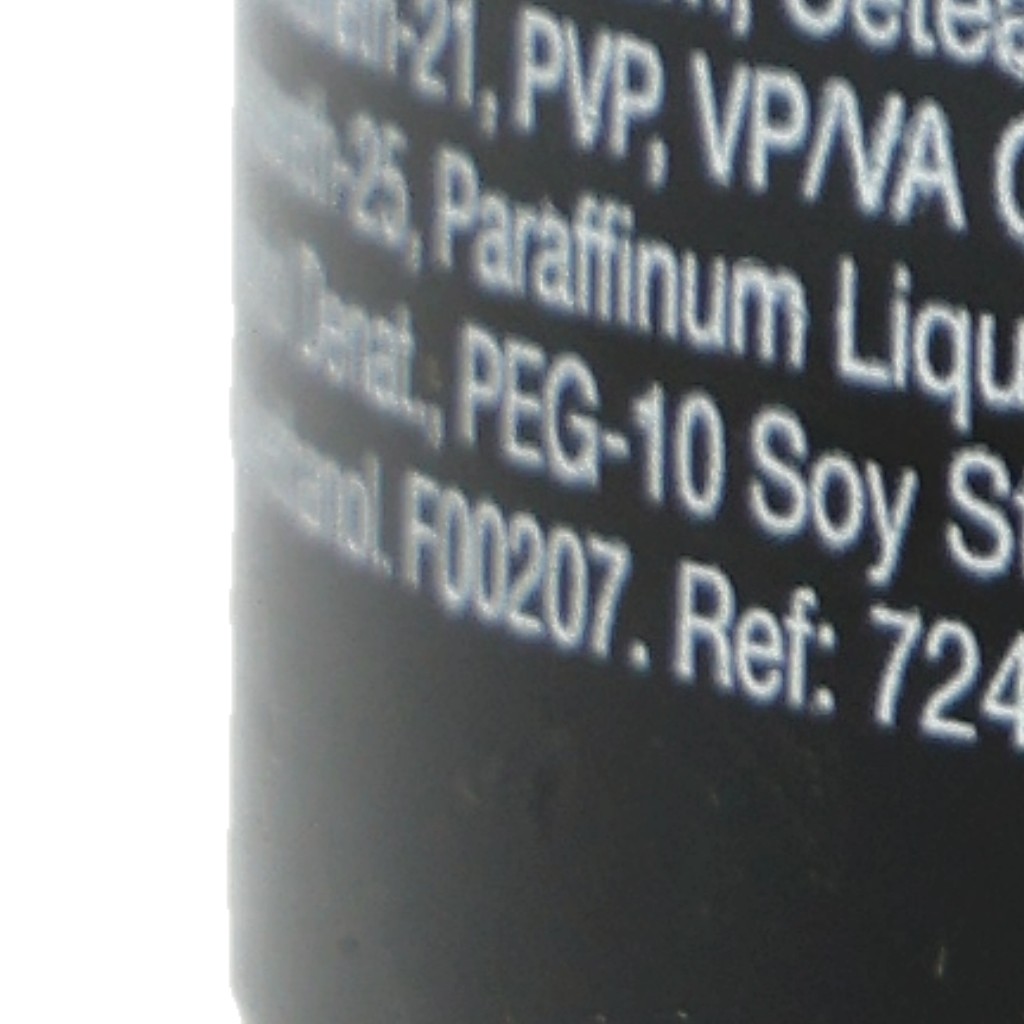 -21, PVP, VP/VA
-25, Paraffinum Liqu
Denat., PEG-10 Soy St
F00207. Ref: 724